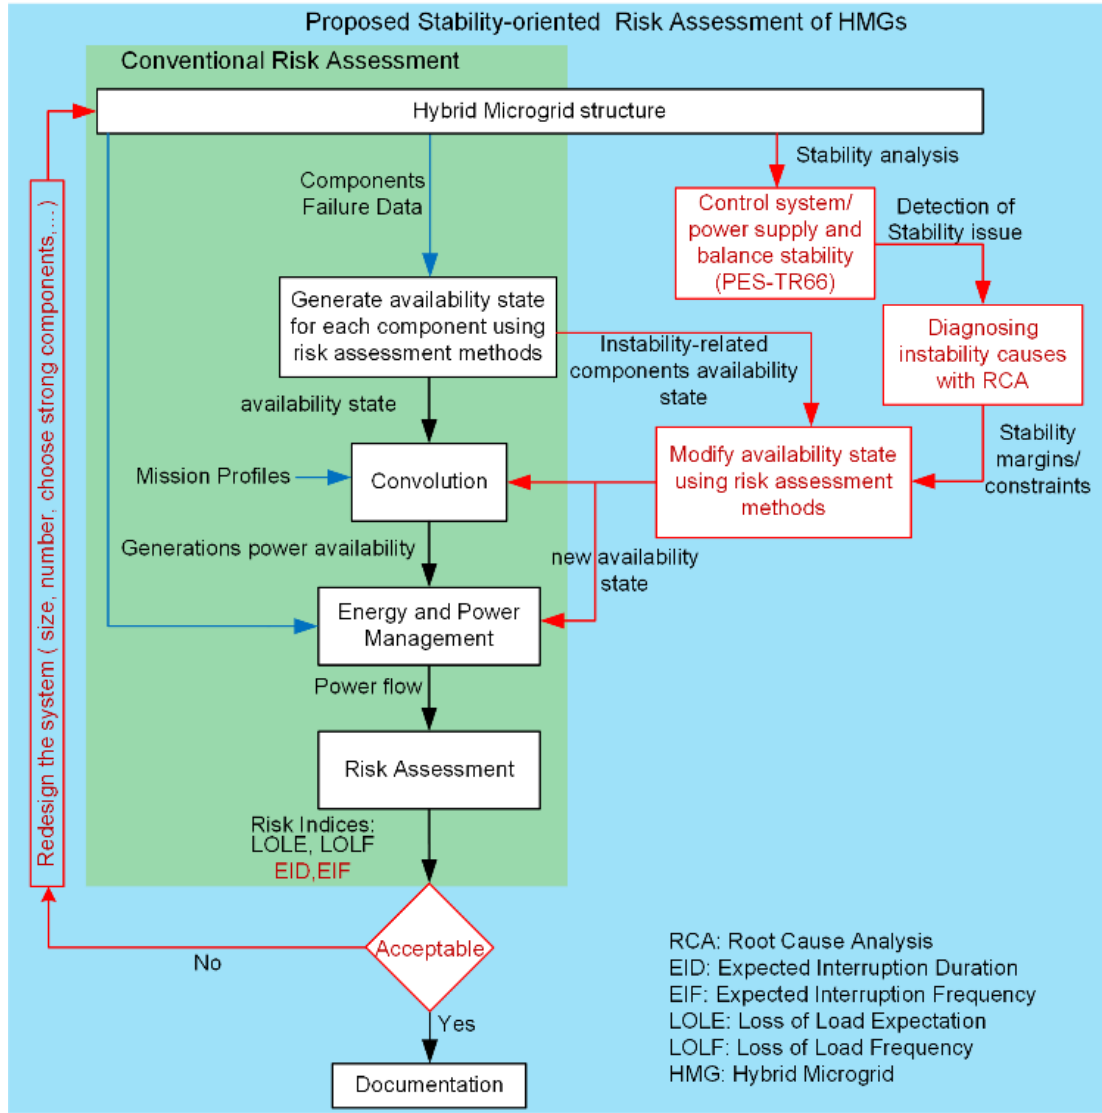 Proposed Stability-oriented Risk Assessment of HMGs
Conventional Risk Assessment
Hybrid Microgrid structure
Stability analysis
Components
Failure Data
Control system/
power supply and
balance stability
(PES-TR66)
Detection of
Stability issue
Generate availability state
for each component using
risk assessment methods
Instability-related
components availability
state
Diagnosing
instability causes
with RCA
availability state
Stability
margins/
constraints
Modify availability state
using risk assessment
methods
Mission Profiles
Convolution
Generations power availability
new availability
state
Energy and Power
Management
Power flow
Risk Assessment
Risk Indices:
LOLE, LOLF
EID,EIF
Redesign the system ( size, number, choose strong components,...)
Acceptable
No
Yes
Documentation
RCA: Root Cause Analysis
EID: Expected Interruption Duration
EIF: Expected Interruption Frequency
LOLE: Loss of Load Expectation
LOLF: Loss of Load Frequency
HMG: Hybrid Microgrid